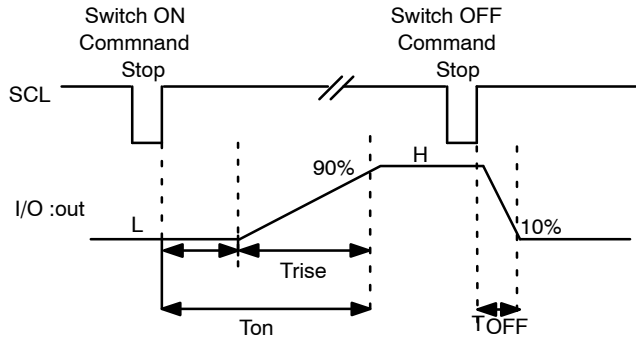 Switch ON
Commnand
Stop
Switch OFF
Command
Stop
SCL
H
90%
I/O :out
L
10%
Trise
Ton
TOFF